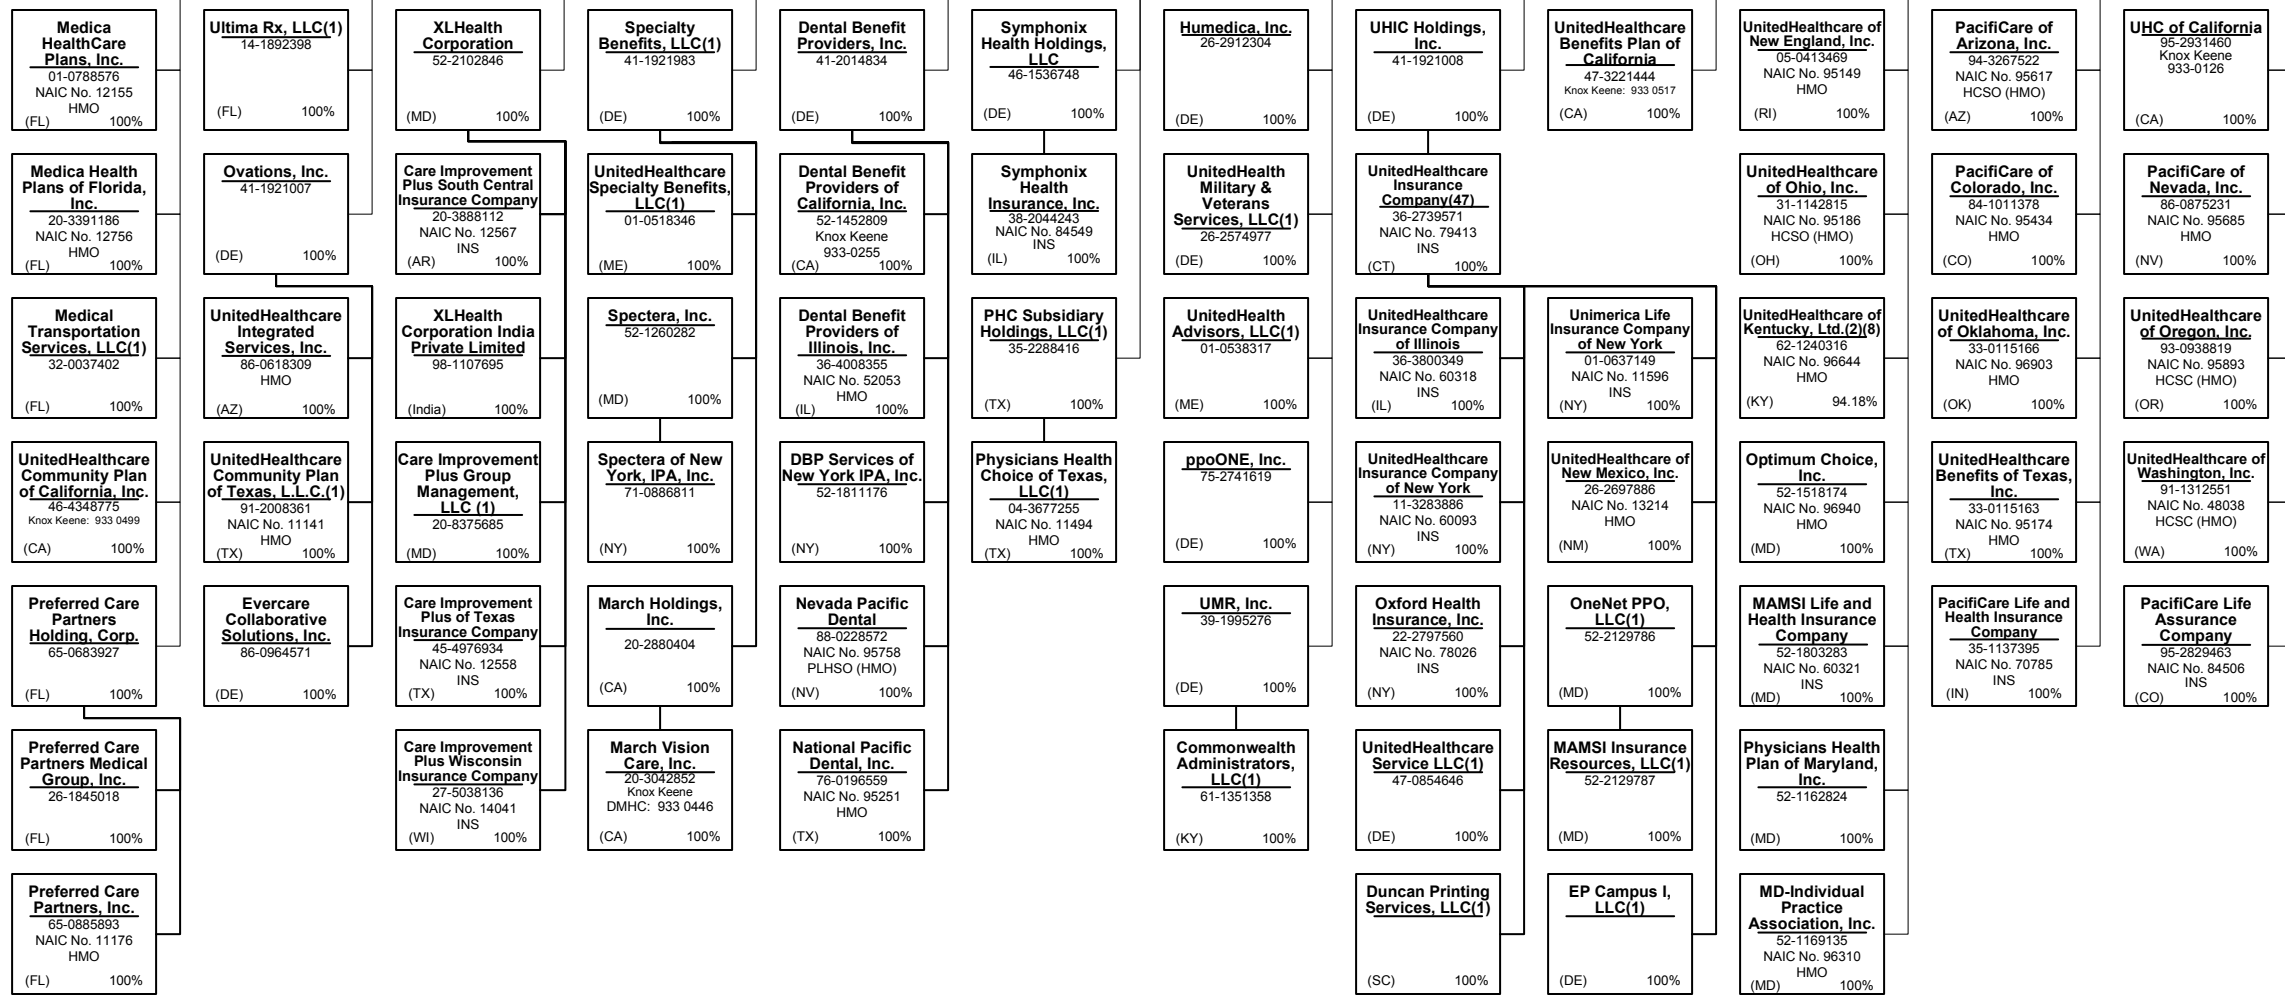 Medica
HealthCare
Plans, Inc.
01-0788576
NAIC No. 12155
HMO
(FL) 100%
Medica Health
Plans of Florida,
Inc.
20-3391186
NAIC No. 12756
HMO
(FL) 100%
Medical
Transportation
Services, LLC(1)
32-0037402
(FL) 100%
UnitedHealthcare
Community Plan
of California, Inc.
46-4348775
Knox Keene: 933 0499
(CA) 100%
Preferred Care
Partners
Holding, Corp.
65-0683927
(FL) 100%
Preferred Care
Partners Medical
Group, Inc.
26-1845018
(FL) 100%
Preferred Care
Partners, Inc.
65-0885893
NAIC No. 11176
HMO
(FL) 100%
Ultima Rx, LLC(1)
14-1892398
(FL) 100%
Ovations, Inc.
41-1921007
(DE) 100%
UnitedHealthcare
Integrated
Services, Inc.
86-0618309
HMO
(AZ) 100%
UnitedHealthcare
Community Plan
of Texas, L.L.C.(1)
91-2008361
NAIC No. 11141
HMO
(TX) 100%
Evercare
Collaborative
Solutions, Inc.
86-0964571
(DE) 100%
XLHealth
Corporation
52-2102846
(MD) 100%
Care Improvement
Plus South Central
Insurance Company
20-3888112
NAIC No. 12567
INS
(AR) 100%
XLHealth
Corporation India
Private Limited
98-1107695
(India) 100%
Care Improvement
Plus Group
Management,
LLC (1)
20-8375685
(MD) 100%
Care Improvement
Plus of Texas
Insurance Company
45-4976934
NAIC No. 12558
INS
(TX) 100%
Care Improvement
Plus Wisconsin
Insurance Company
27-5038136
NAIC No. 14041
INS
(WI) 100%
Specialty
Benefits, LLC(1)
41-1921983
(DE) 100%
UnitedHealthcare
Specialty Benefits,
LLC(1)
01-0518346
(ME) 100%
Spectera, Inc.
52-1260282
(MD) 100%
Spectera of New
York, IPA, Inc.
71-0886811
(NY) 100%
March Holdings,
Inc.
20-2880404
(CA) 100%
March Vision
Care, Inc.
20-3042852
Knox Keene
DMHC: 933 0446
(CA) 100%
Dental Benefit
Providers, Inc.
41-2014834
(DE) 100%
Dental Benefit
Providers of
California, Inc.
52-1452809
Knox Keene
933-0255
(CA) 100%
Dental Benefit
Providers of
Illinois, Inc.
36-4008355
NAIC No. 52053
HMO
(IL) 100%
DBP Services of
New York IPA, Inc.
52-1811176
(NY) 100%
Nevada Pacific
Dental
88-0228572
NAIC No. 95758
PLHSO (HMO)
(NV) 100%
National Pacific
Dental, Inc.
76-0196559
NAIC No. 95251
HMO
(TX) 100%
Symphonix
Health Holdings,
LLC
46-1536748
(DE) 100%
Symphonix
Health
Insurance, Inc.
38-2044243
NAIC No. 84549
INS
(IL) 100%
PHC Subsidiary
Holdings, LLC(1)
35-2288416
(TX) 100%
Physicians Health
Choice of Texas,
LLC(1)
04-3677255
NAIC No. 11494
HMO
(TX) 100%
Humedica, Inc.
26-2912304
(DE) 100%
UnitedHealth
Military &
Veterans
Services, LLC(1)
26-2574977
(DE) 100%
UnitedHealth
Advisors, LLC(1)
01-0538317
(ME) 100%
ppoONE, Inc.
75-2741619
(DE) 100%
UMR, Inc.
39-1995276
(DE) 100%
Commonwealth
Administrators,
LLC(1)
61-1351358
(KY) 100%
UHIC Holdings,
Inc.
41-1921008
(DE) 100%
UnitedHealthcare
Insurance
Company(47)
36-2739571
NAIC No. 79413
INS
(CT) 100%
UnitedHealthcare
Insurance Company
of Illinois
36-3800349
NAIC No. 60318
INS
(IL) 100%
UnitedHealthcare
Insurance Company
of New York
11-3283886
NAIC No. 60093
INS
(NY) 100%
Oxford Health
Insurance, Inc.
22-2797560
NAIC No. 78026
INS
(NY) 100%
UnitedHealthcare
Service LLC(1)
47-0854646
(DE) 100%
Duncan Printing
Services, LLC(1)
(SC) 100%
UnitedHealthcare
Benefits Plan of
California
47-3221444
Knox Keene: 933 0517
(CA) 100%
Unimerica Life
Insurance Company
of New York
01-0637149
NAIC No. 11596
INS
(NY) 100%
UnitedHealthcare of
New Mexico, Inc.
26-2697886
NAIC No. 13214
HMO
(NM) 100%
OneNet PPO,
LLC(1)
52-2129786
(MD) 100%
MAMSI Insurance
Resources, LLC(1)
52-2129787
(MD) 100%
EP Campus I,
LLC(1)
(DE) 100%
UnitedHealthcare of
New England, Inc.
05-0413469
NAIC No. 95149
HMO
(RI) 100%
UnitedHealthcare
of Ohio, Inc.
31-1142815
NAIC No. 95186
HCSO (HMO)
(OH) 100%
UnitedHealthcare of
Kentucky, Ltd.(2)(8)
62-1240316
NAIC No. 96644
HMO
(KY) 94.18%
Optimum Choice,
Inc.
52-1518174
NAIC No. 96940
HMO
(MD) 100%
MAMSI Life and
Health Insurance
Company
52-1803283
NAIC No. 60321
INS
(MD) 100%
Physicians Health
Plan of Maryland,
Inc.
52-1162824
(MD) 100%
MD-Individual
Practice
Association, Inc.
52-1169135
NAIC No. 96310
HMO
(MD) 100%
PacifiCare of
Arizona, Inc.
94-3267522
NAIC No. 95617
HCSO (HMO)
(AZ) 100%
PacifiCare of
Colorado, Inc.
84-1011378
NAIC No. 95434
HMO
(CO) 100%
UnitedHealthcare
of Oklahoma, Inc.
33-0115166
NAIC No. 96903
HMO
(OK) 100%
UnitedHealthcare
Benefits of Texas,
Inc.
33-0115163
NAIC No. 95174
HMO
(TX) 100%
PacifiCare Life and
Health Insurance
Company
35-1137395
NAIC No. 70785
INS
(IN) 100%
UHC of California
95-2931460
Knox Keene
933-0126
(CA) 100%
PacifiCare of
Nevada, Inc.
86-0875231
NAIC No. 95685
HMO
(NV) 100%
UnitedHealthcare
of Oregon, Inc.
93-0938819
NAIC No. 95893
HCSC (HMO)
(OR) 100%
UnitedHealthcare of
Washington, Inc.
91-1312551
NAIC No. 48038
HCSC (HMO)
(WA) 100%
PacifiCare Life
Assurance
Company
95-2829463
NAIC No. 84506
INS
(CO) 100%